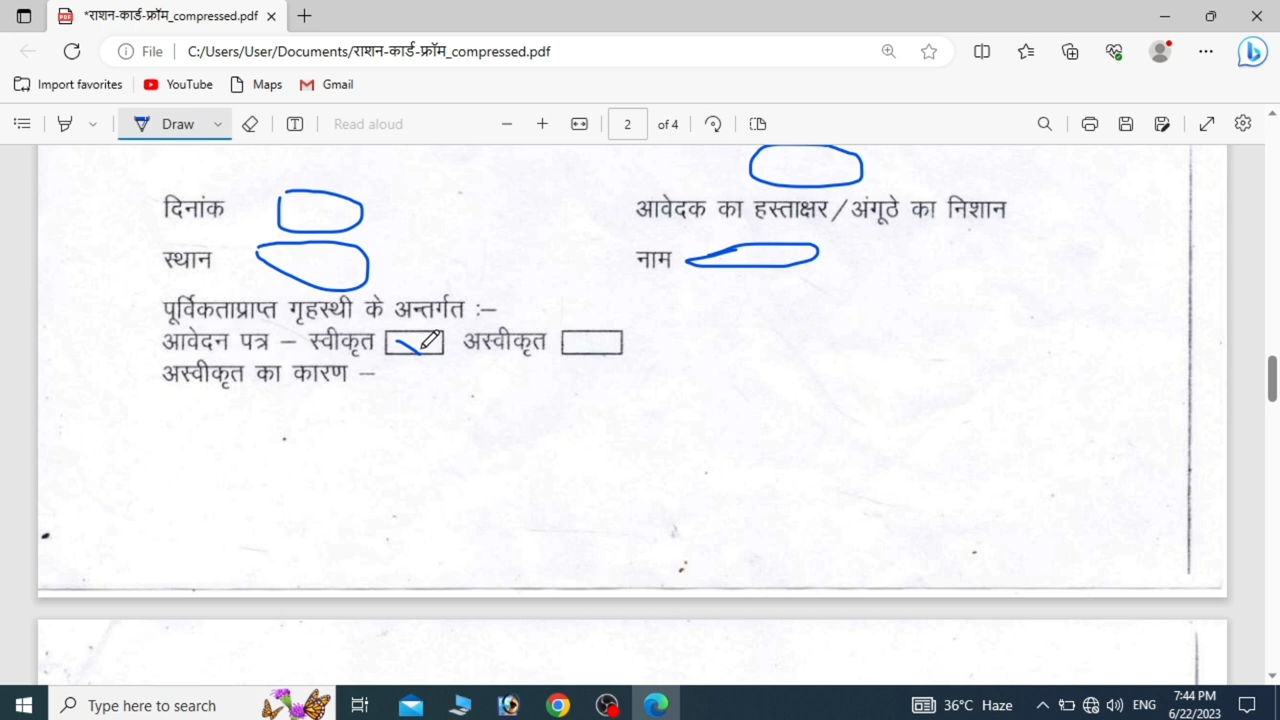 *राशन-कार्ड-फ्रॉम_compressed.pdf
File C:/Users/User/Documents/राशन-कार्ड-फ्रॉम_compressed.pdf
Import favorites YouTube Maps Gmail
Draw Read aloud 2 of 4
दिनांक आवेदक का हस्ताक्षर/अंगूठे का निशान
स्थान नाम
पूर्विकताप्राप्त गृहस्थी के अन्तर्गत :–
आवेदन पत्र – स्वीकृत अस्वीकृत
अस्वीकृत का कारण –
Type here to search 36°C Haze ENG 7:44 PM
6/22/2023